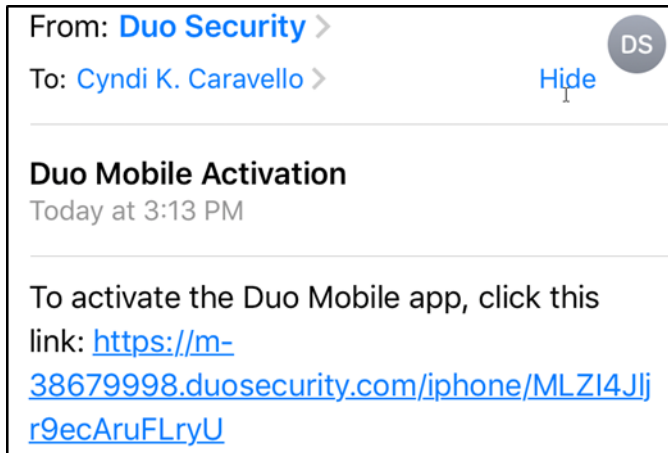 From: Duo Security >
DS
To: Cyndi K. Caravello >
Hide
Duo Mobile Activation
Today at 3:13 PM
To activate the Duo Mobile app, click this
link: https://m-
38679998.duosecurity.com/iphone/MLZI4Jlj
r9ecAruFLryU